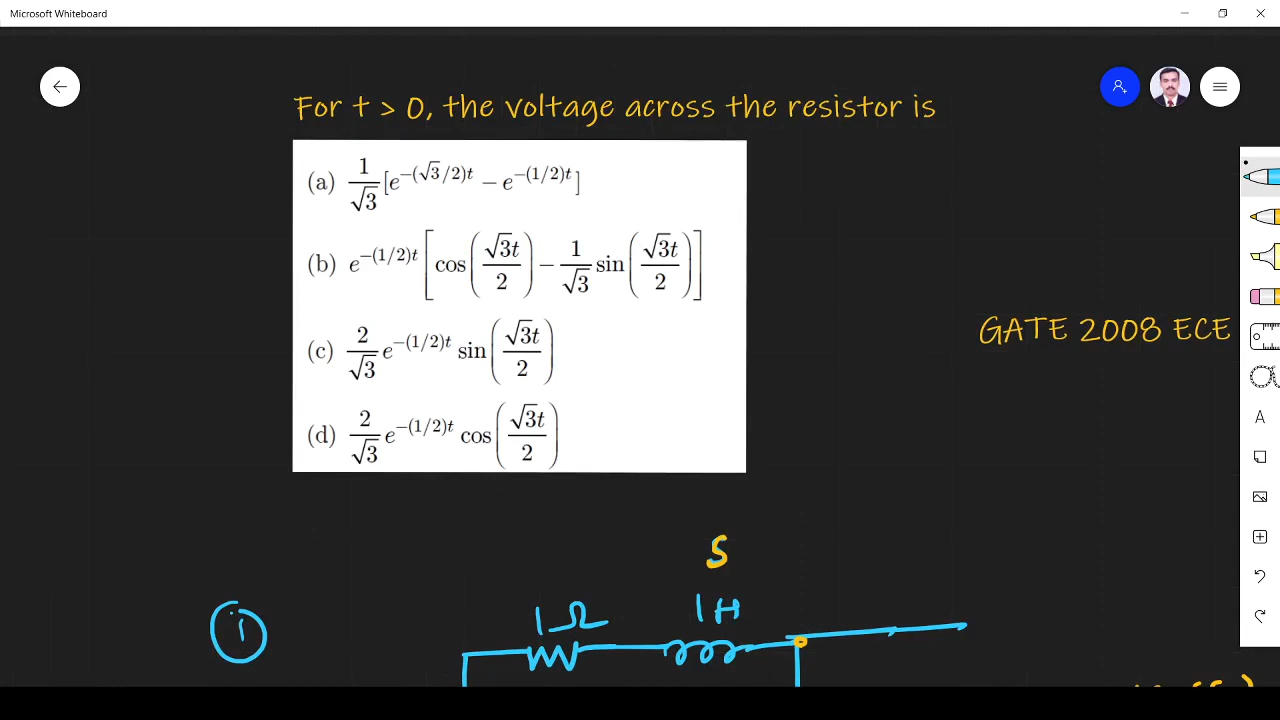 Microsoft Whiteboard
For t > 0, the voltage across the resistor is
(a) 1/√3 [e^{-(√3/2)t} − e^{-(1/2)t}]
(b) e^{-(1/2)t} [cos(√3t/2) − 1/√3 sin(√3t/2)]
GATE 2008 ECE
(c) 2/√3 e^{-(1/2)t} sin(√3t/2)
(d) 2/√3 e^{-(1/2)t} cos(√3t/2)
A
S
1 Ω 1 H
1